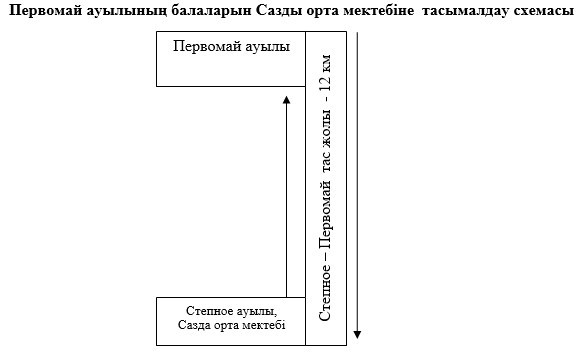 Первомай ауылының балаларын Сазды орта мектебіне тасымалдау схемасы
Первомай ауылы
Степное – Первомай тас жолы - 12 км
Степное ауылы,
Сазда орта мектебі